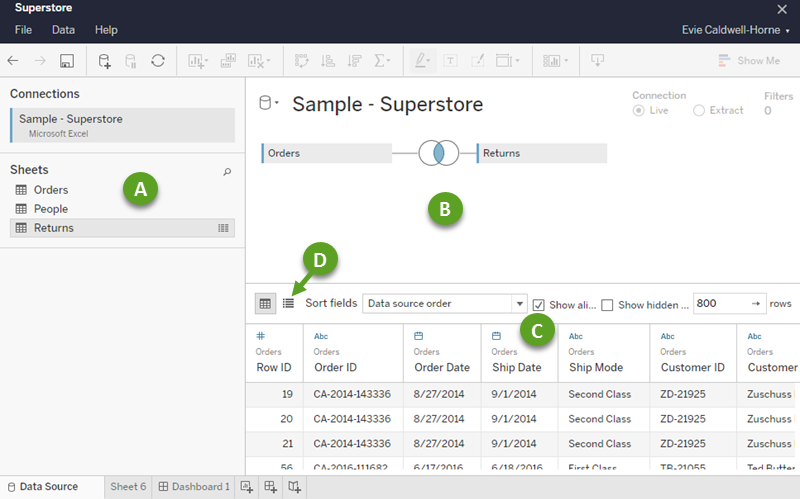 Superstore
File Data Help Evie Caldwell-Horne
Show Me
Connections
Sample - Superstore
Microsoft Excel
Sheets
Orders
People
Returns
A
Sample - Superstore
Connection
Live Extract
Filters
0
Orders Returns
B
D
Sort fields Data source order Show ali... Show hidden ... 800 rows
C
# Abc Abc Abc Abc
Orders Orders Orders Orders Orders Orders Orders
Row ID Order ID Order Date Ship Date Ship Mode Customer ID Customer
19 CA-2014-143336 8/27/2014 9/1/2014 Second Class ZD-21925 Zuschuss
20 CA-2014-143336 8/27/2014 9/1/2014 Second Class ZD-21925 Zuschuss
21 CA-2014-143336 8/27/2014 9/1/2014 Second Class ZD-21925 Zuschuss
56 CA-2016-111682 6/17/2016 6/18/2016 First Class TB-21055 Ted Butter
Data Source Sheet 6 Dashboard 1